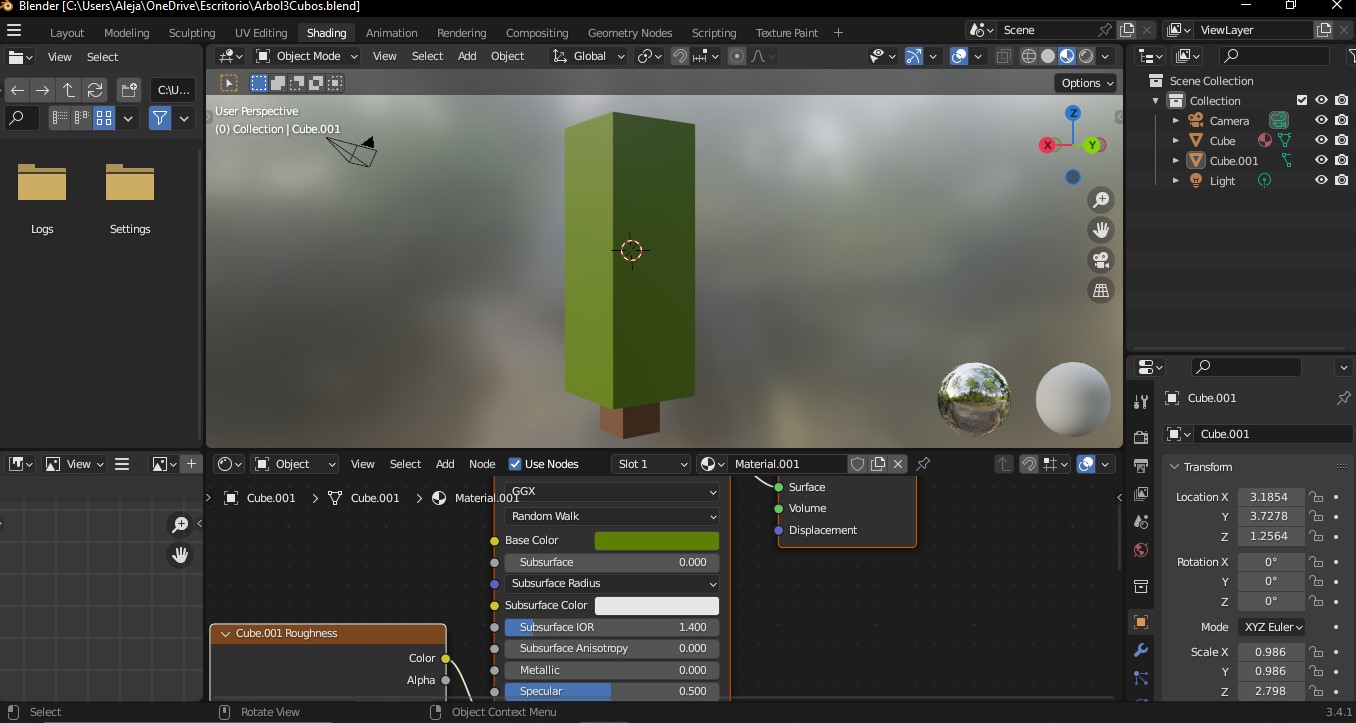 Blender [C:\Users\Aleja\OneDrive\Escritorio\Arbol3Cubos.blend]
Layout Modeling Sculpting UV Editing Shading Animation Rendering Compositing Geometry Nodes Scripting Texture Paint + Scene ViewLayer
View Select Object Mode View Select Add Object Global
C:\U... Options
User Perspective
(0) Collection | Cube.001
Z
X
Y
Logs Settings
Scene Collection
Collection
Camera
Cube
Cube.001
Light
Cube.001
Cube.001
Transform
Location X 3.1854
Y 3.7278
Z 1.2564
Rotation X 0°
Y 0°
Z 0°
Mode XYZ Euler
Scale X 0.986
Y 0.986
Z 2.798
View Object View Select Add Node Use Nodes Slot 1 Material.001
Cube.001 > Cube.001 > Material.001
GGX
Random Walk
Base Color
Subsurface 0.000
Subsurface Radius
Subsurface Color
Subsurface IOR 1.400
Subsurface Anisotropy 0.000
Metallic 0.000
Specular 0.500
Surface
Volume
Displacement
Cube.001 Roughness
Color
Alpha
Select Rotate View Object Context Menu 3.4.1